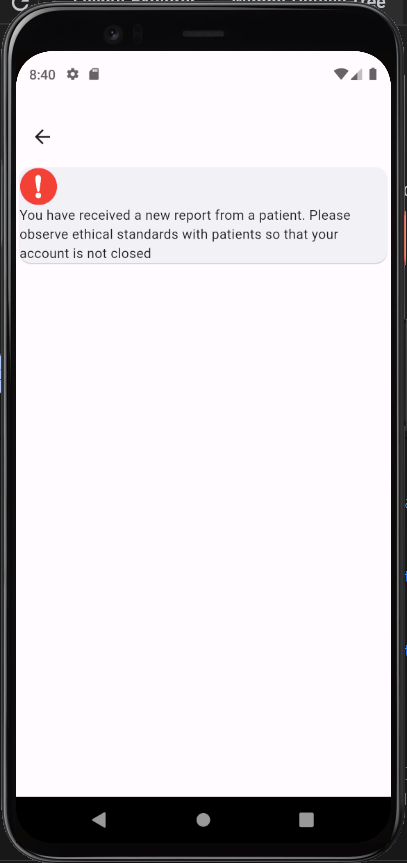 8:40
You have received a new report from a patient. Please
observe ethical standards with patients so that your
account is not closed